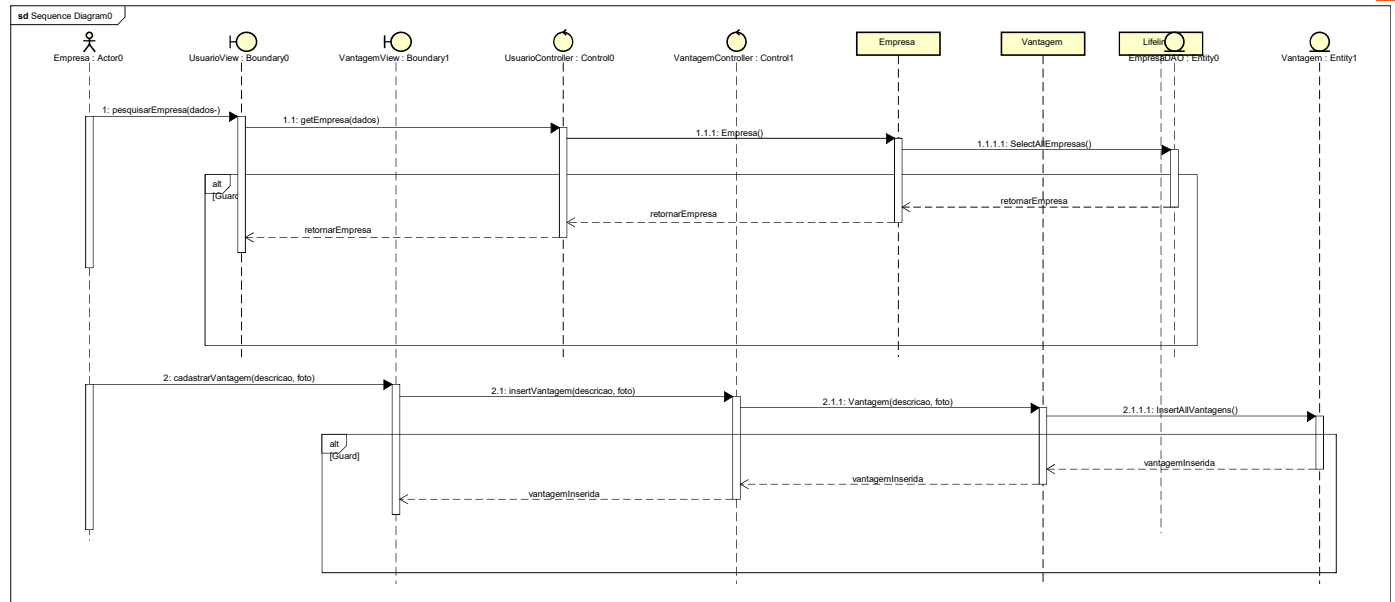 sd Sequence Diagram0
Empresa : Actor0
UsuarioView : Boundary0
VantagemView : Boundary1
UsuarioController : Control0
VantagemController : Control1
Empresa
Vantagem
EmpresaDAO : Entity0
Vantagem : Entity1
1: pesquisarEmpresa(dados-)
1.1: getEmpresa(dados)
1.1.1: Empresa()
1.1.1.1: SelectAllEmpresas()
alt
[Guard
retornarEmpresa
retornarEmpresa
retornarEmpresa
2: cadastrarVantagem(descricao, foto)
2.1: insertVantagem(descricao, foto)
2.1.1: Vantagem(descricao, foto)
2.1.1.1: InsertAllVantagens()
alt
[Guard]
vantagemInserida
vantagemInserida
vantagemInserida